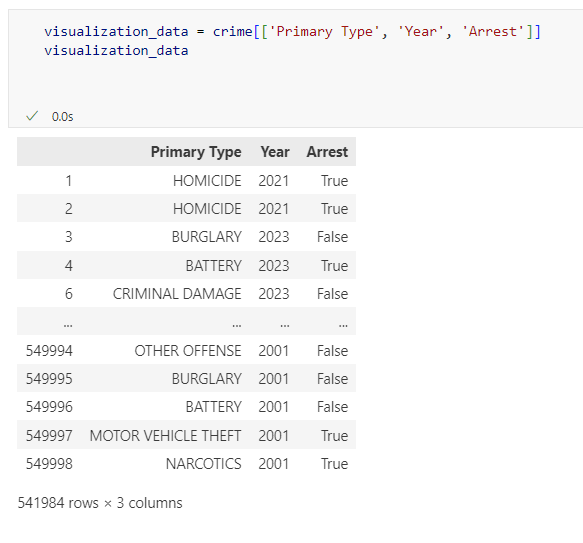 visualization_data = crime[['Primary Type', 'Year', 'Arrest']]
visualization_data
✓ 0.0s
Primary Type Year Arrest
1 HOMICIDE 2021 True
2 HOMICIDE 2021 True
3 BURGLARY 2023 False
4 BATTERY 2023 True
6 CRIMINAL DAMAGE 2023 False
... ... ... ...
549994 OTHER OFFENSE 2001 False
549995 BURGLARY 2001 False
549996 BATTERY 2001 False
549997 MOTOR VEHICLE THEFT 2001 True
549998 NARCOTICS 2001 True
541984 rows × 3 columns